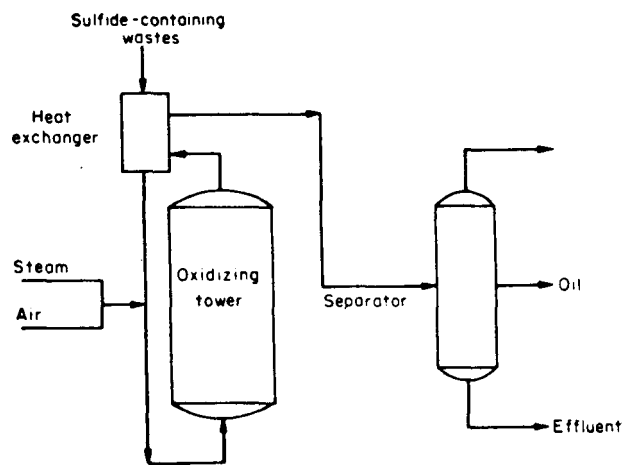 Sulfide-containing
wastes
Heat
exchanger
Steam
Air
Oxidizing
tower
Separator
Oil
Effluent